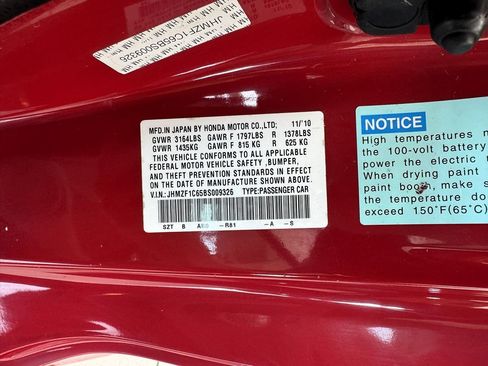 JHMZF1C65BS009326
MFD.IN JAPAN BY HONDA MOTOR CO.,LTD; 11/'10
GVWR 3164LBS GAWR F 1797LBS R 1378LBS
GVWR 1435KG GAWR F 815 KG R 625 KG
THIS VEHICLE CONFORMS TO ALL APPLICABLE
FEDERAL MOTOR VEHICLE SAFETY ,BUMPER,
AND THEFT PREVENTION STANDARDS IN EFFECT
ON THE DATE OF MANUFACTURE SHOWN ABOVE.
V.I.N.: JHMZF1C65BS009326 TYPE:PASSENGER CAR
SZT B -R81 -A -S
NOTICE
High temperatures
the 100-volt battery
power the electric
When drying paint
paint booth, make s
the temperature do
exceed 150°F(65°C)